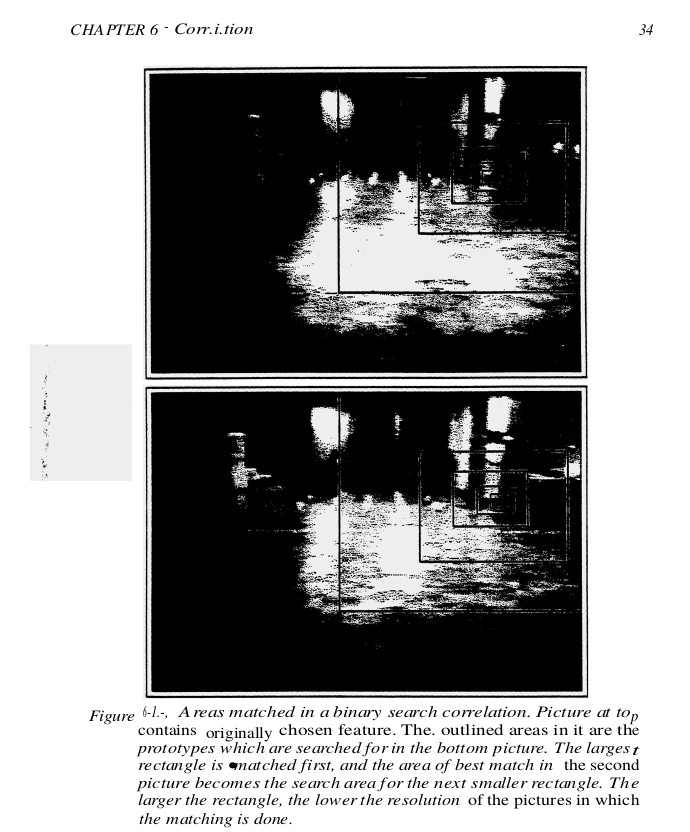 CHAPTER 6 - Corr.i.tion 34
Figure 6-1.-, Areas matched in a binary search correlation. Picture at top
contains originally chosen feature. The. outlined areas in it are the
prototypes which are searched for in the bottom picture. The largest
rectangle is matched first, and the area of best match in the second
picture becomes the search area for the next smaller rectangle. The
larger the rectangle, the lower the resolution of the pictures in which
the matching is done.